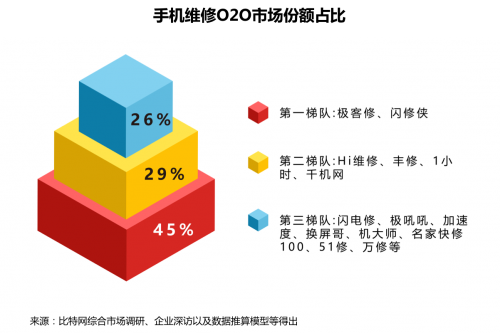 手机维修O2O市场份额占比
26%
29%
45%
第一梯队:极客修、闪修侠
第二梯队:Hi维修、丰修、1小
时、千机网
第三梯队:闪电修、极吼吼、加速
度、换屏哥、机大师、名家快修
100、51修、万修等
来源：比特网综合市场调研、企业深访以及数据推算模型等得出